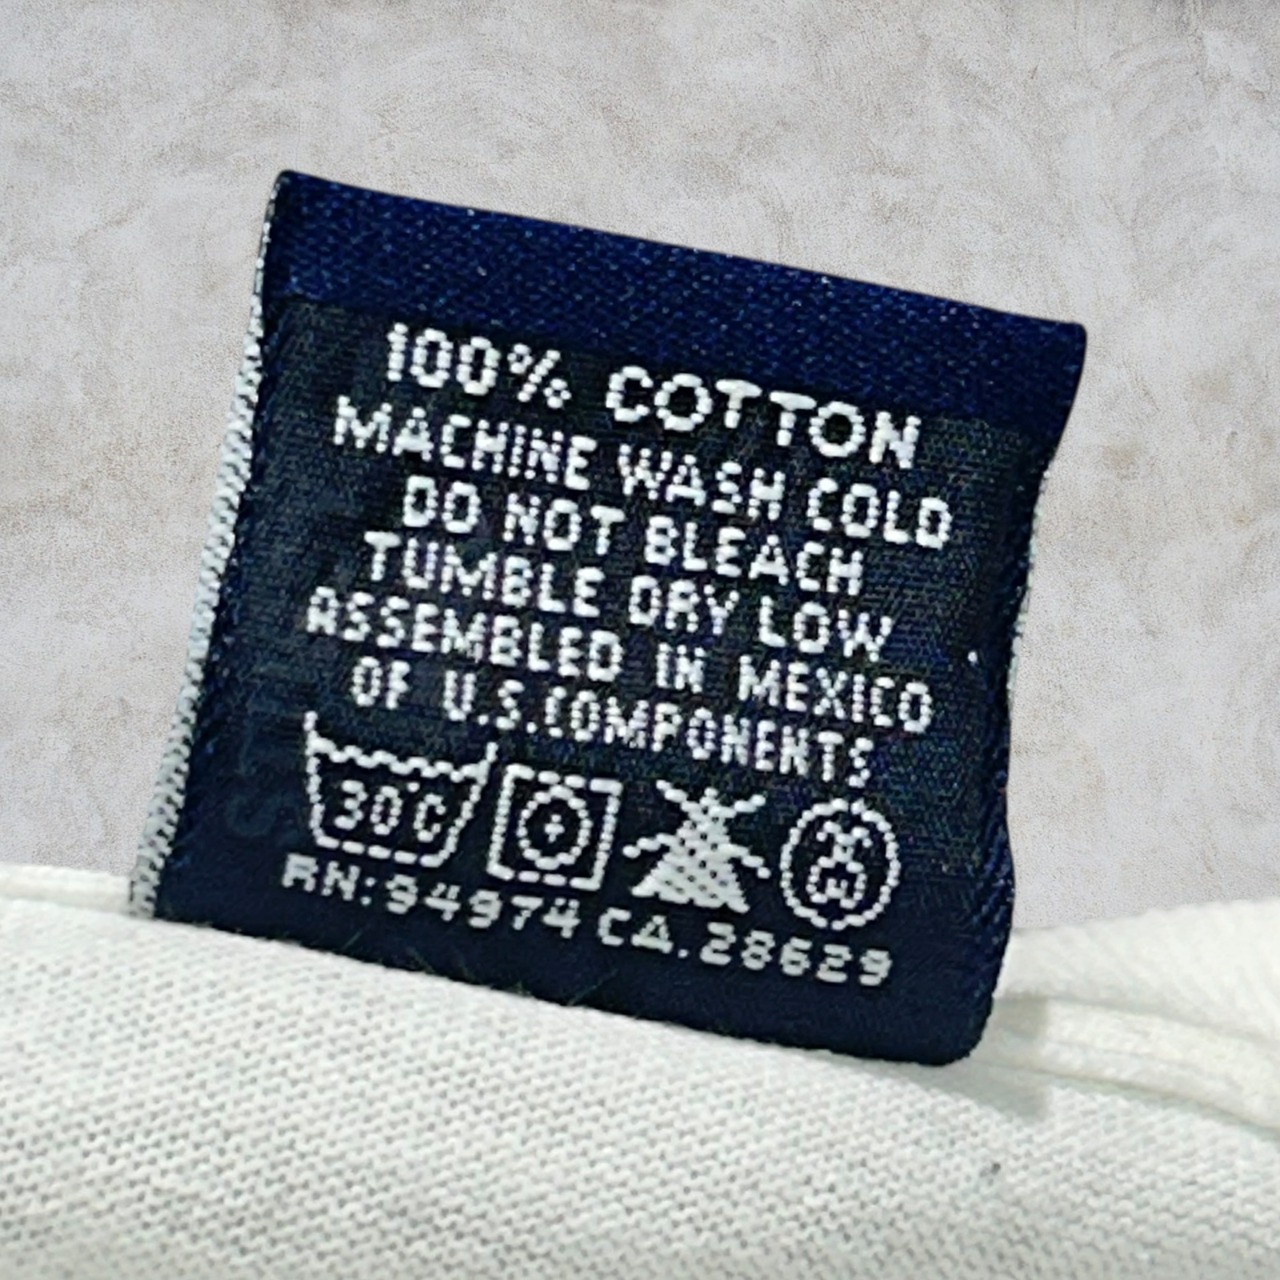 100% COTTON
MACHINE WASH COLD
DO NOT BLEACH
TUMBLE DRY LOW
ASSEMBLED IN MEXICO
OF U.S.COMPONENTS
30°C
RN:94974 CA.28629